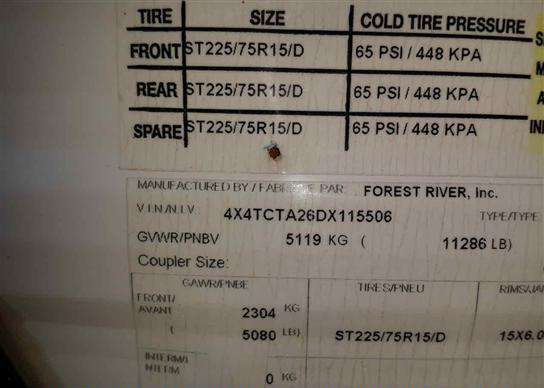 TIRE SIZE COLD TIRE PRESSURE
FRONT ST225/75R15/D 65 PSI / 448 KPA
REAR ST225/75R15/D 65 PSI / 448 KPA
SPARE ST225/75R15/D 65 PSI / 448 KPA
MANUFACTURED BY / PAR FOREST RIVER, Inc.
V.I.N./N.I.V. 4X4TCTA26DX115506 TYPE/TYPE
GVWR/PNBV 5119 KG ( 11286 LB)
Coupler Size:
GAWR/PNBE TIRES/PNEU
FRONT/
AVANT 2304 KG
( 5080 LB) ST225/75R15/D 15X6.0
INTERM/
INTERM 0 KG